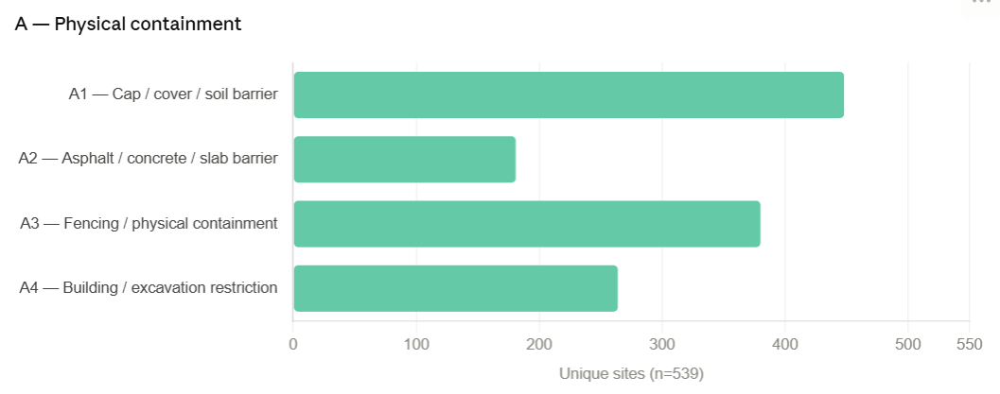 A — Physical containment
A1 — Cap / cover / soil barrier
A2 — Asphalt / concrete / slab barrier
A3 — Fencing / physical containment
A4 — Building / excavation restriction
0 100 200 300 400 500 550
Unique sites (n=539)